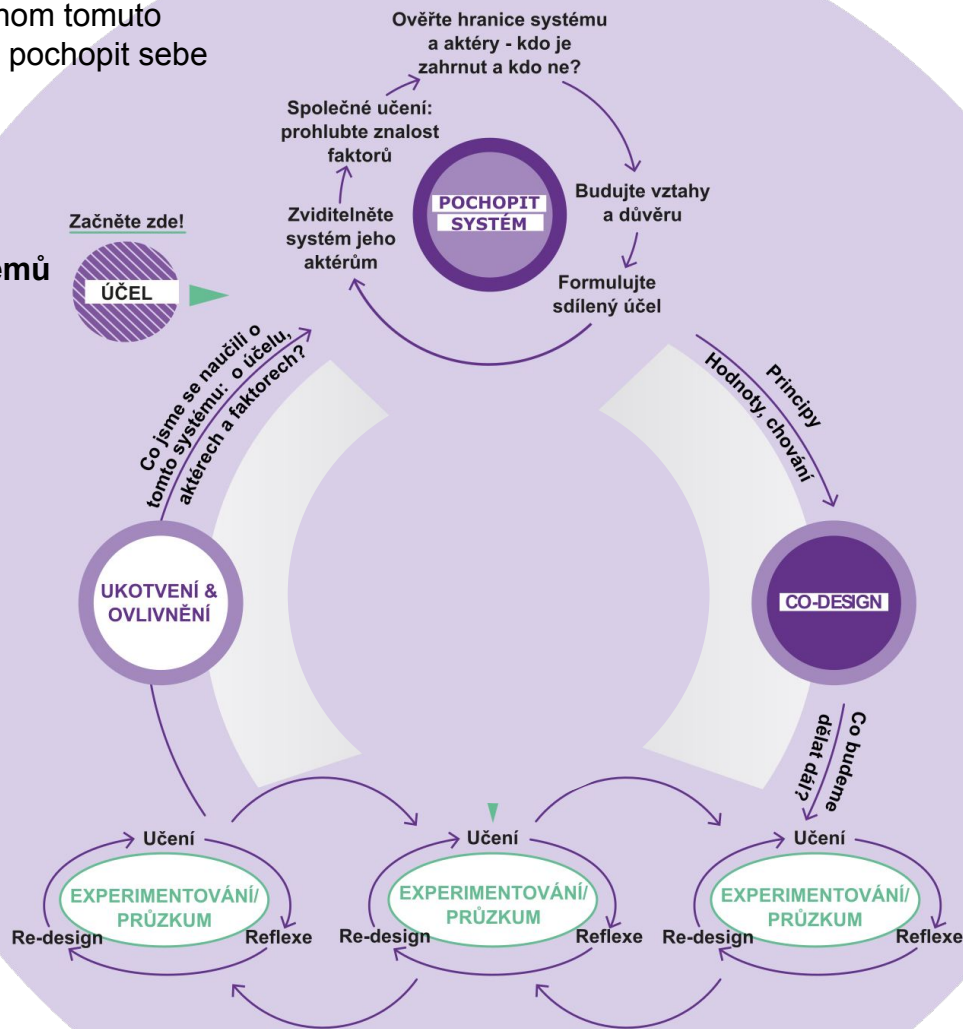 nom tomuto
pochopit sebe
emů
Ověřte hranice systému
a aktéry - kdo je
zahrnut a kdo ne?
Společné učení:
prohlubte znalost
faktorů
Zviditelněte
systém jeho
aktérům
POCHOPIT
SYSTÉM
Budujte vztahy
a důvěru
Formulujte
sdílený účel
Začněte zde!
ÚČEL
Co jsme se naučili o
tomto systému: o účelu,
aktérech a faktorech?
Principy
Hodnoty, chování
UKOTVENÍ &
OVLIVNĚNÍ
CO-DESIGN
Co budeme
dělat dál?
Učení
EXPERIMENTOVÁNÍ/
PRŮZKUM
Re-design
Reflexe
Učení
EXPERIMENTOVÁNÍ/
PRŮZKUM
Re-design
Reflexe
Učení
EXPERIMENTOVÁNÍ/
PRŮZKUM
Re-design
Reflexe